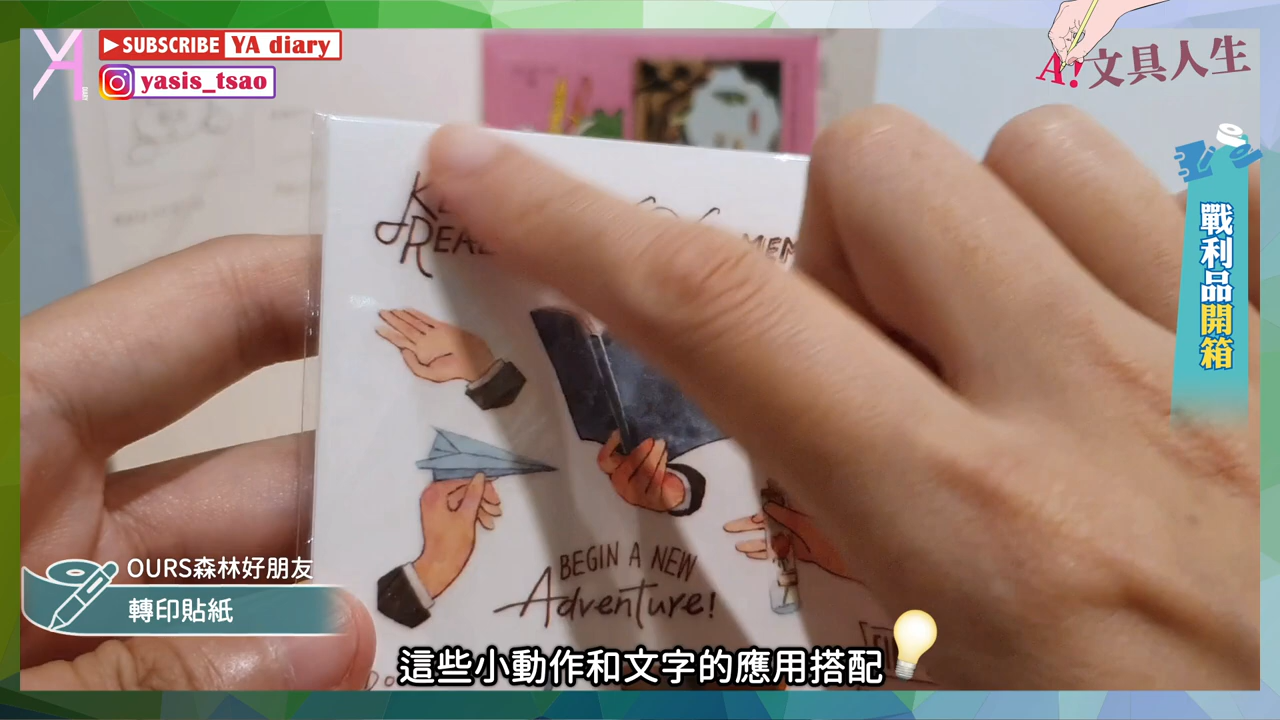 YA
SUBSCRIBE YA diary
yasis_tsao
A!文具人生
戰利品開箱
BEGIN A NEW
Adventure!
OURS森林好朋友
轉印貼紙
這些小動作和文字的應用搭配